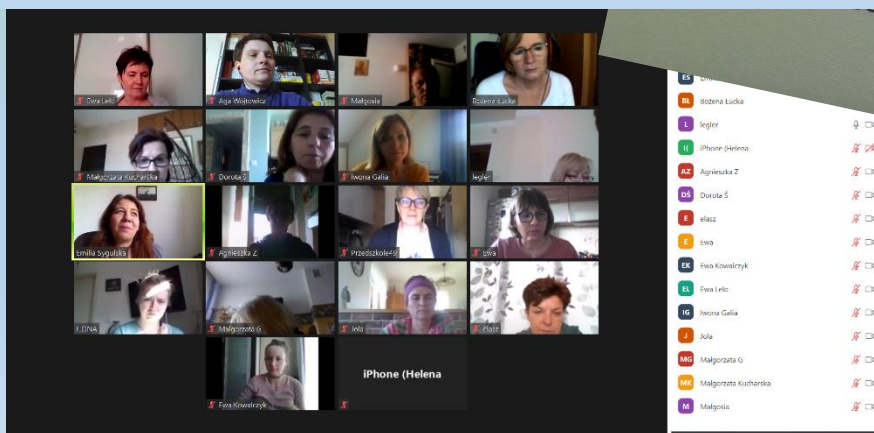 Ewa Lelo
Aga Wójtowicz
Małgosia
Bożena Łucka
Małgorzata Kucharska
Dorota Ś
Iwona Galia
legler
Emilia Sygulska
Agnieszka Z
Przedszkole49
Ewa
ILONA
Małgorzata G
Jola
elasz
Ewa Kowalczyk
iPhone (Helena
ES
BŁ Bożena Łucka
L legler
I( iPhone (Helena
AZ Agnieszka Z
DŚ Dorota Ś
E elasz
E Ewa
EK Ewa Kowalczyk
EL Ewa Lelo
IG Iwona Galia
J Jola
MG Małgorzata G
MK Małgorzata Kucharska
M Małgosia